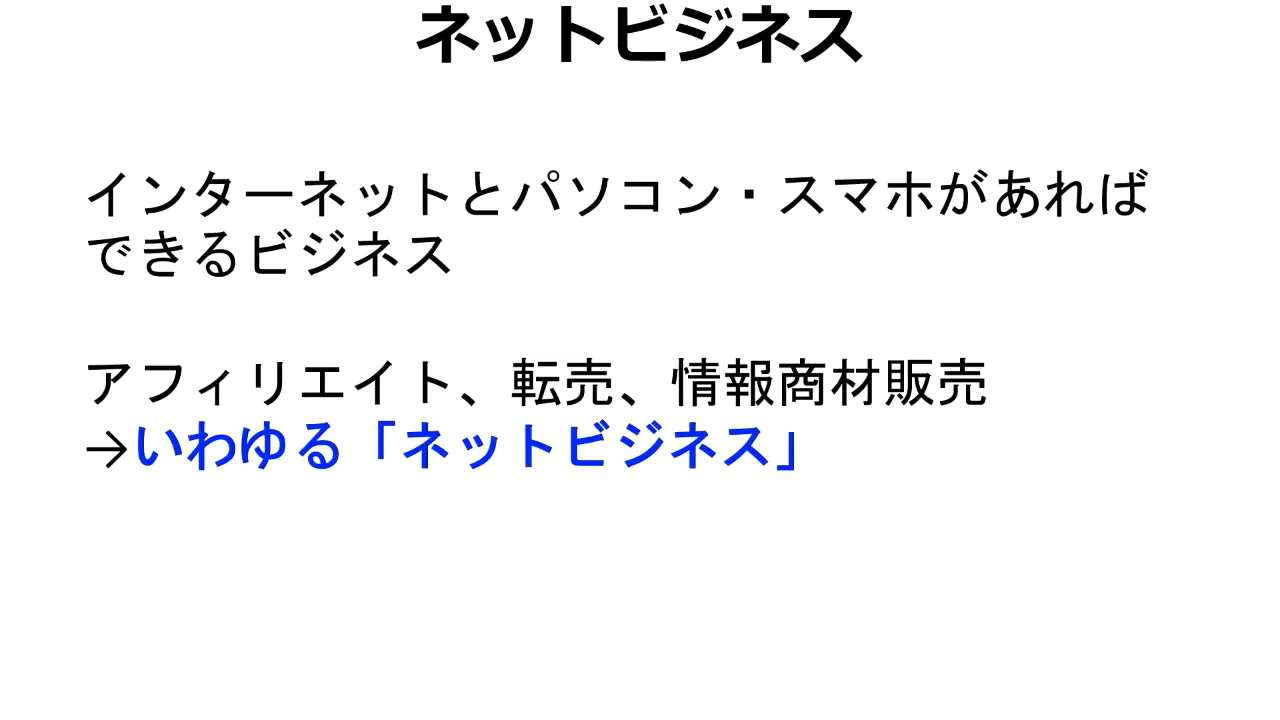 ネットビジネス
インターネットとパソコン・スマホがあれば
できるビジネス
アフィリエイト、転売、情報商材販売
→いわゆる「ネットビジネス」